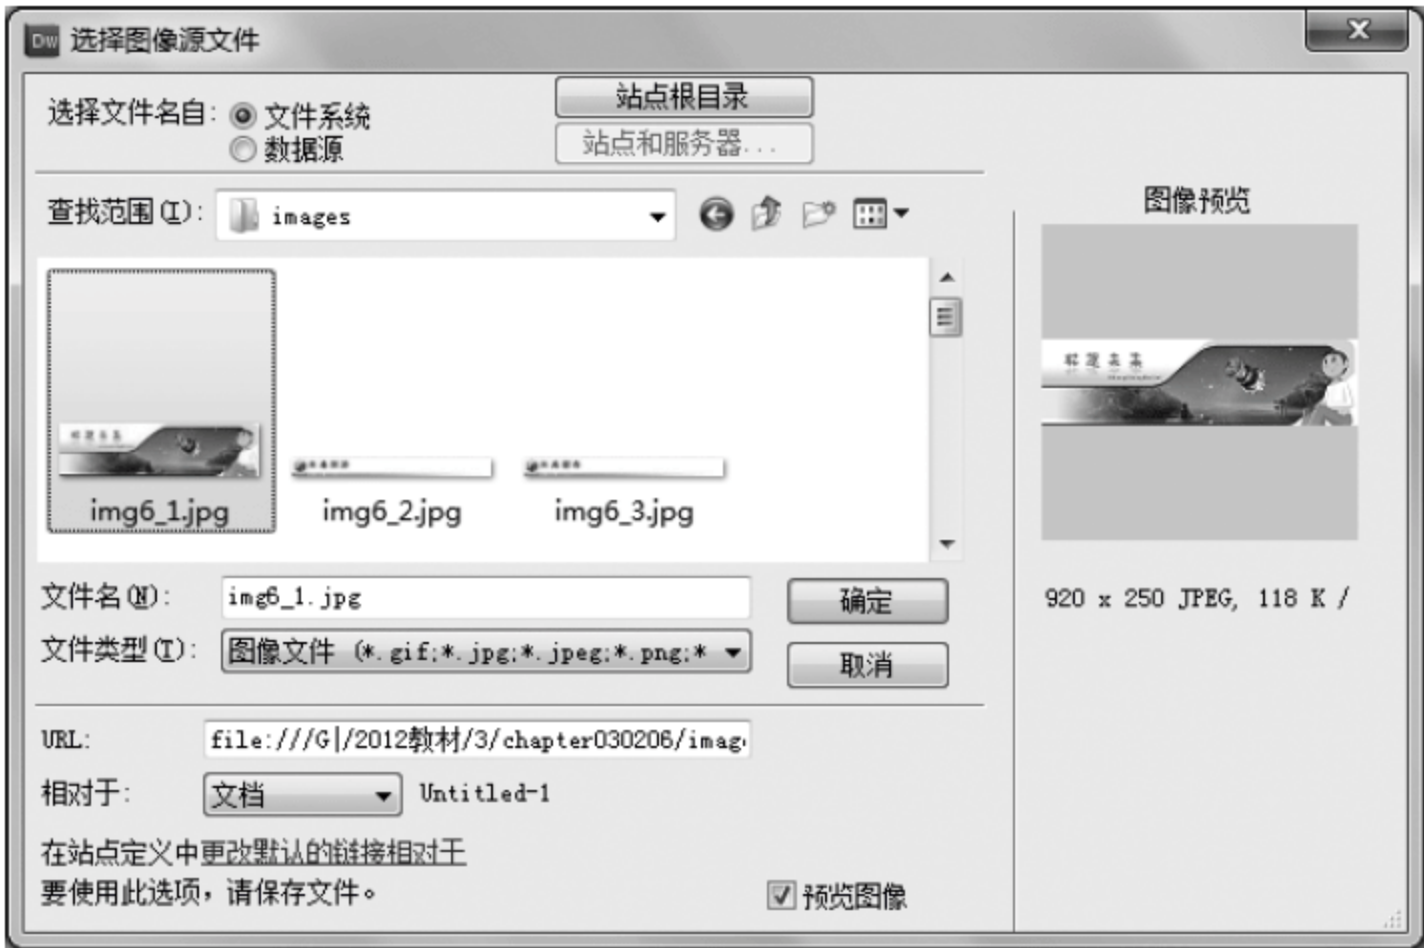 Dw 选择图像源文件
选择文件名自:
文件系统
数据源
站点根目录
站点和服务器...
查找范围(I):
images
img6_1.jpg
img6_2.jpg
img6_3.jpg
文件名(N):
img6_1.jpg
确定
文件类型(T):
图像文件 (*.gif;*.jpg;*.jpeg;*.png;*
取消
URL:
file:///G|/2012教材/3/chapter030206/imag
相对于:
文档
Untitled-1
在站点定义中更改默认的链接相对于
要使用此选项,请保存文件。
预览图像
图像预览
920 x 250 JPEG, 118 K /